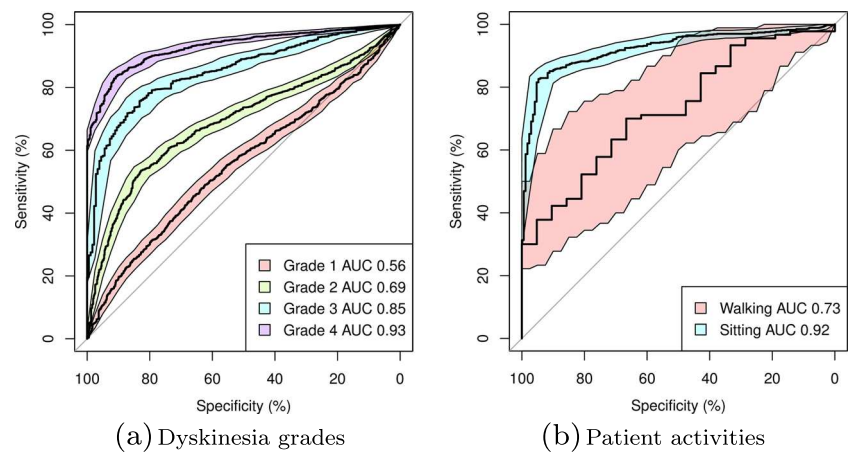 100
80
60
40
20
0
Sensitivity (%)
Grade 1 AUC 0.56
Grade 2 AUC 0.69
Grade 3 AUC 0.85
Grade 4 AUC 0.93
100 80 60 40 20 0
Specificity (%)
(a) Dyskinesia grades
100
80
60
40
20
0
Sensitivity (%)
Walking AUC 0.73
Sitting AUC 0.92
100 80 60 40 20 0
Specificity (%)
(b) Patient activities